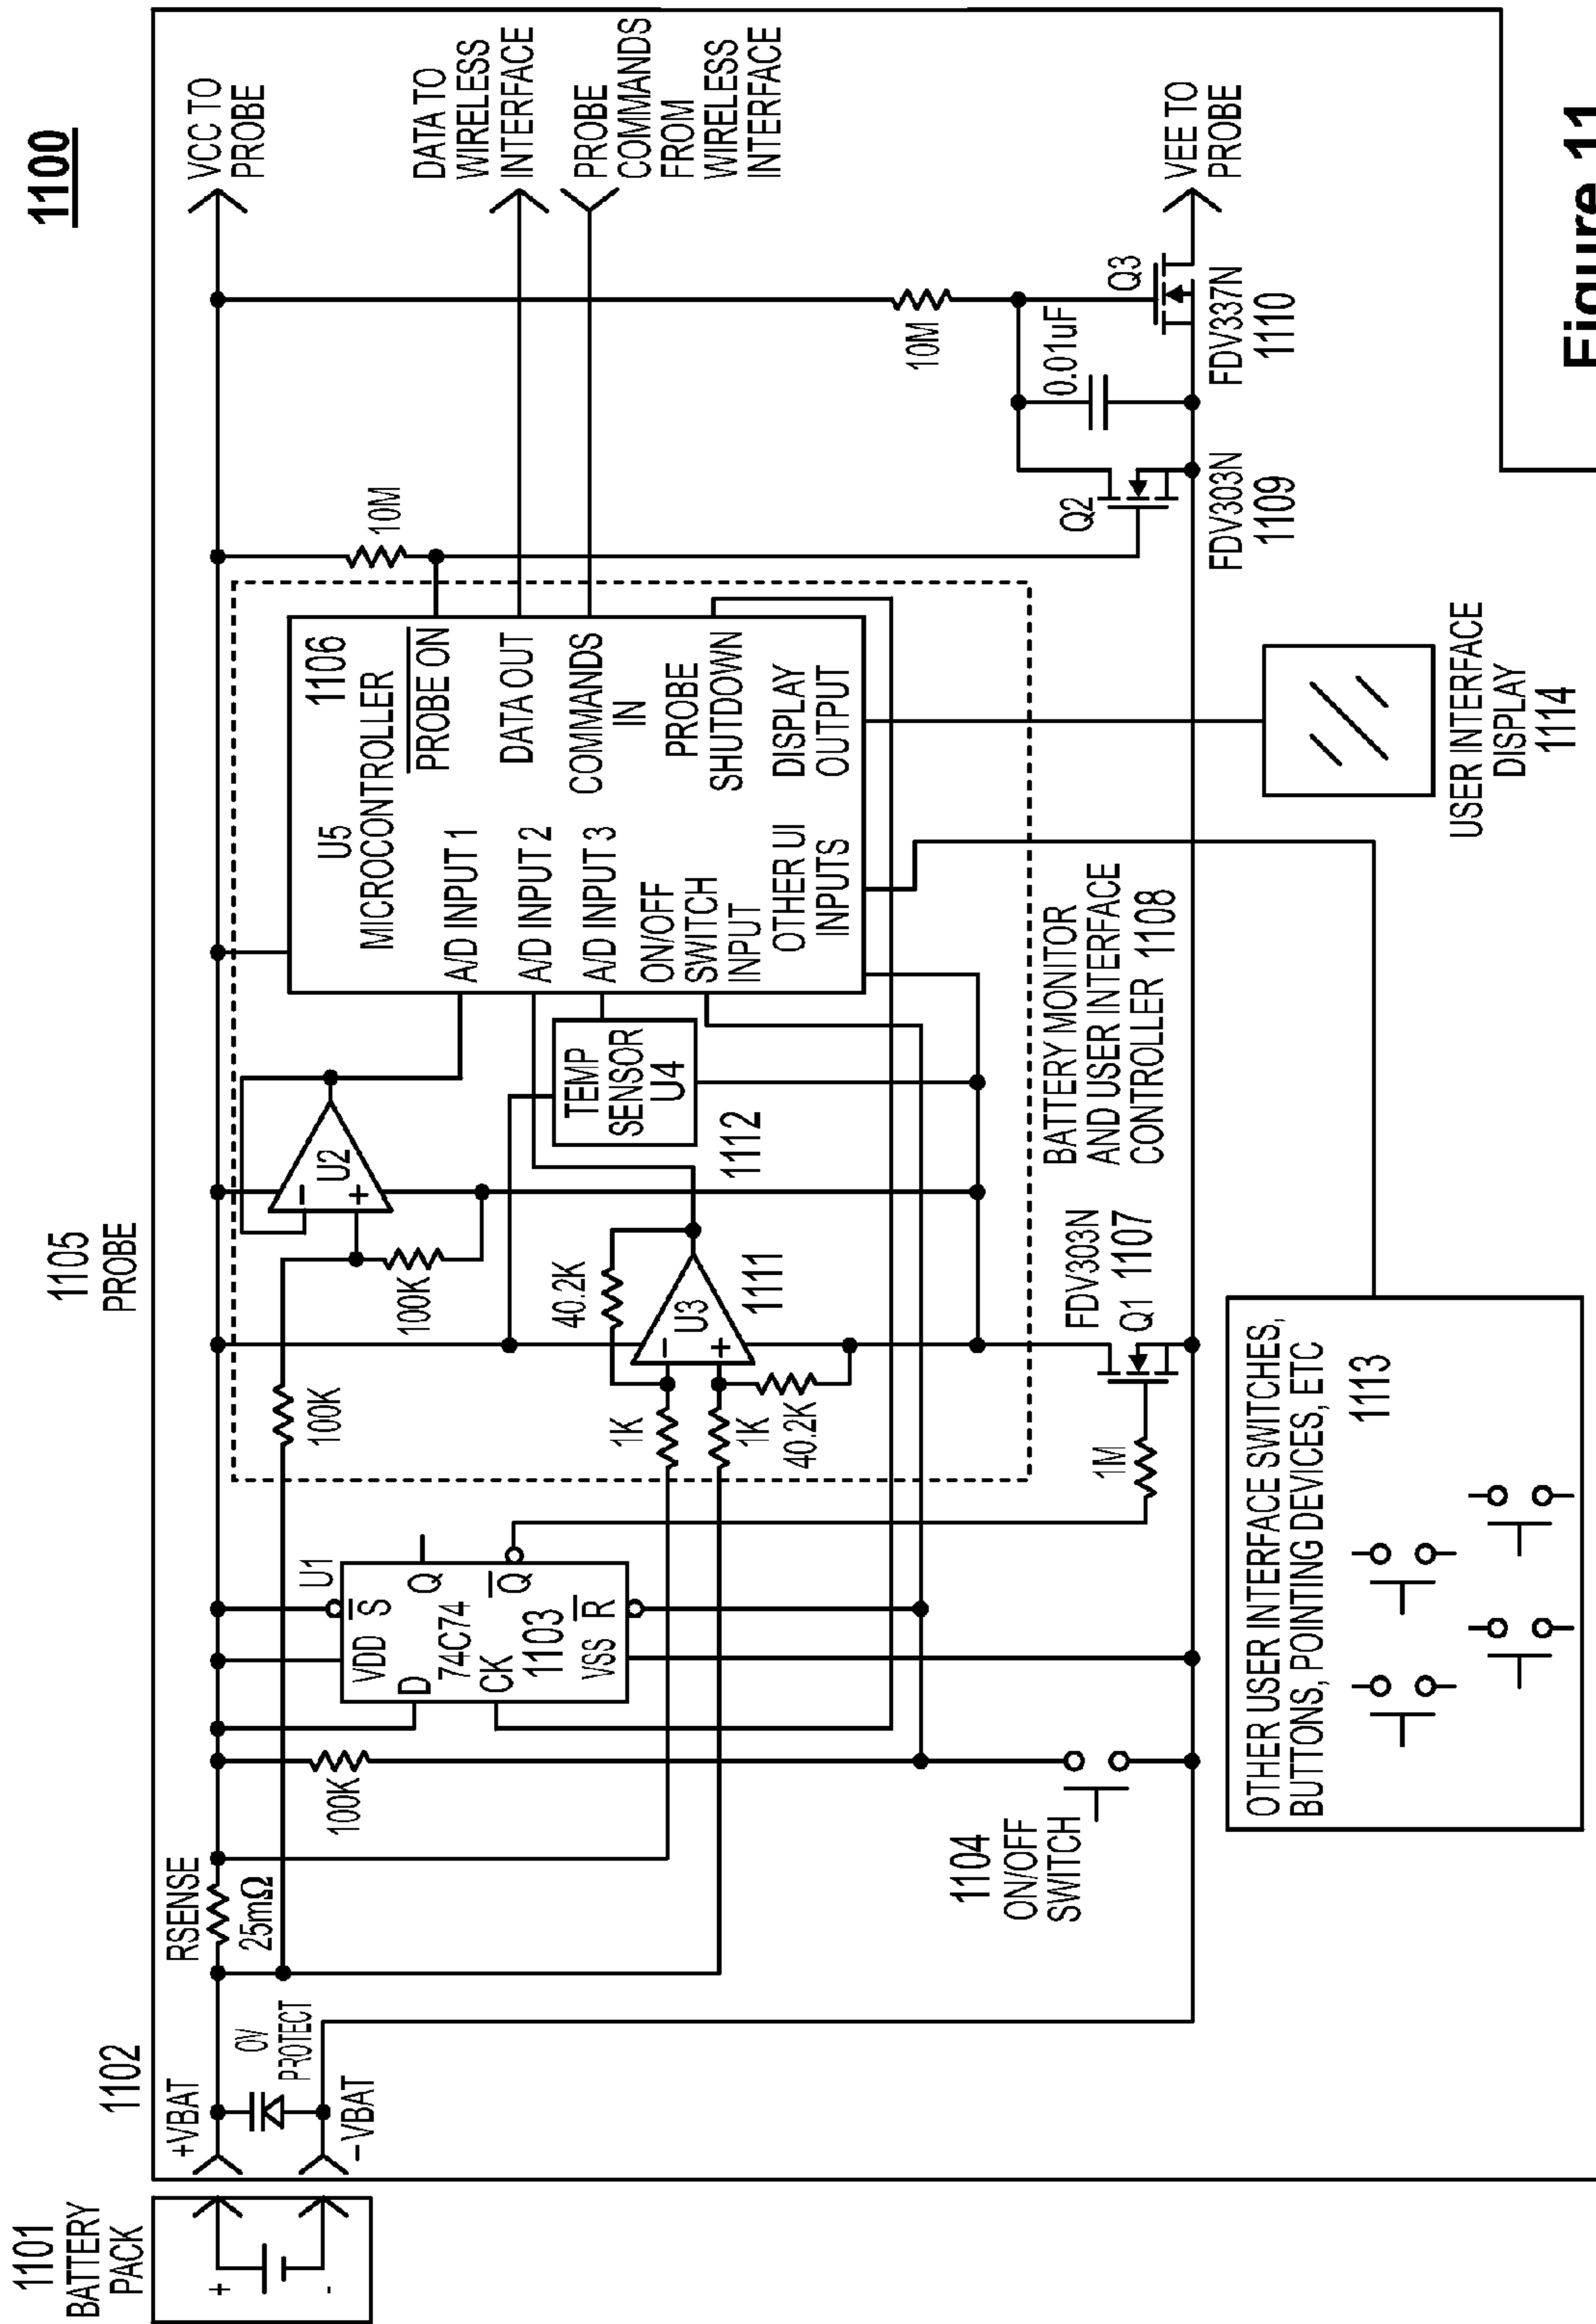 1100
1101
BATTERY
PACK
+
-
1102
+VBAT
-VBAT
OV
PROTECT
RSENSE
25mΩ
1105
PROBE
100K
1104
ON/OFF
SWITCH
U1
VDD
S
D
Q
74C74
CK
Q
1103
VSS
R
100K
100K
1K
1K
40.2K
40.2K
U2
-
+
U3
-
+
1111
1M
FDV303N
Q1 1107
TEMP
SENSOR
U4
1112
U5
MICROCONTROLLER
1106
A/D INPUT 1
A/D INPUT 2
A/D INPUT 3
ON/OFF
SWITCH
INPUT
OTHER UI
INPUTS
PROBE ON
DATA OUT
COMMANDS
IN
PROBE
SHUTDOWN
DISPLAY
OUTPUT
BATTERY MONITOR
AND USER INTERFACE
CONTROLLER 1108
10M
10M
0.01uF
Q2
FDV303N
1109
Q3
FDV337N
1110
VCC TO
PROBE
DATA TO
WIRELESS
INTERFACE
PROBE
COMMANDS
FROM
WIRELESS
INTERFACE
VEE TO
PROBE
OTHER USER INTERFACE SWITCHES,
BUTTONS, POINTING DEVICES, ETC
1113
USER INTERFACE
DISPLAY
1114
Figure 11